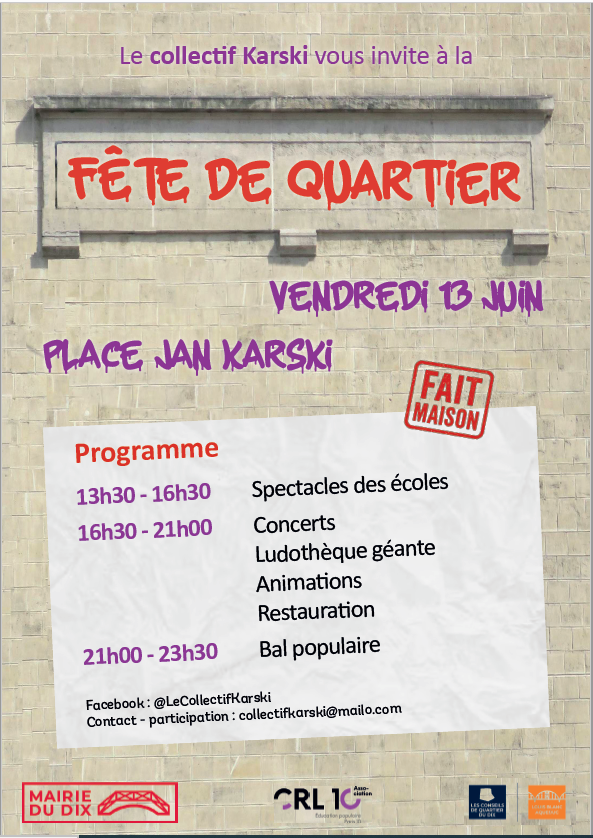 Le collectif Karski vous invite à la
FÊTE DE QUARTIER
VENDREDI 13 JUIN
PLACE JAN KARSKI
FAIT
MAISON
Programme
13h30 - 16h30 Spectacles des écoles
16h30 - 21h00 Concerts
Ludothèque géante
Animations
Restauration
21h00 - 23h30 Bal populaire
Facebook : @LeCollectifKarski
Contact - participation : collectifkarski@mailo.com
MAIRIE
DU DIX
CRL 10
Asso-
ciation
Éducation populaire
Paris 10
LES CONSEILS
DE QUARTIER
DU DIX